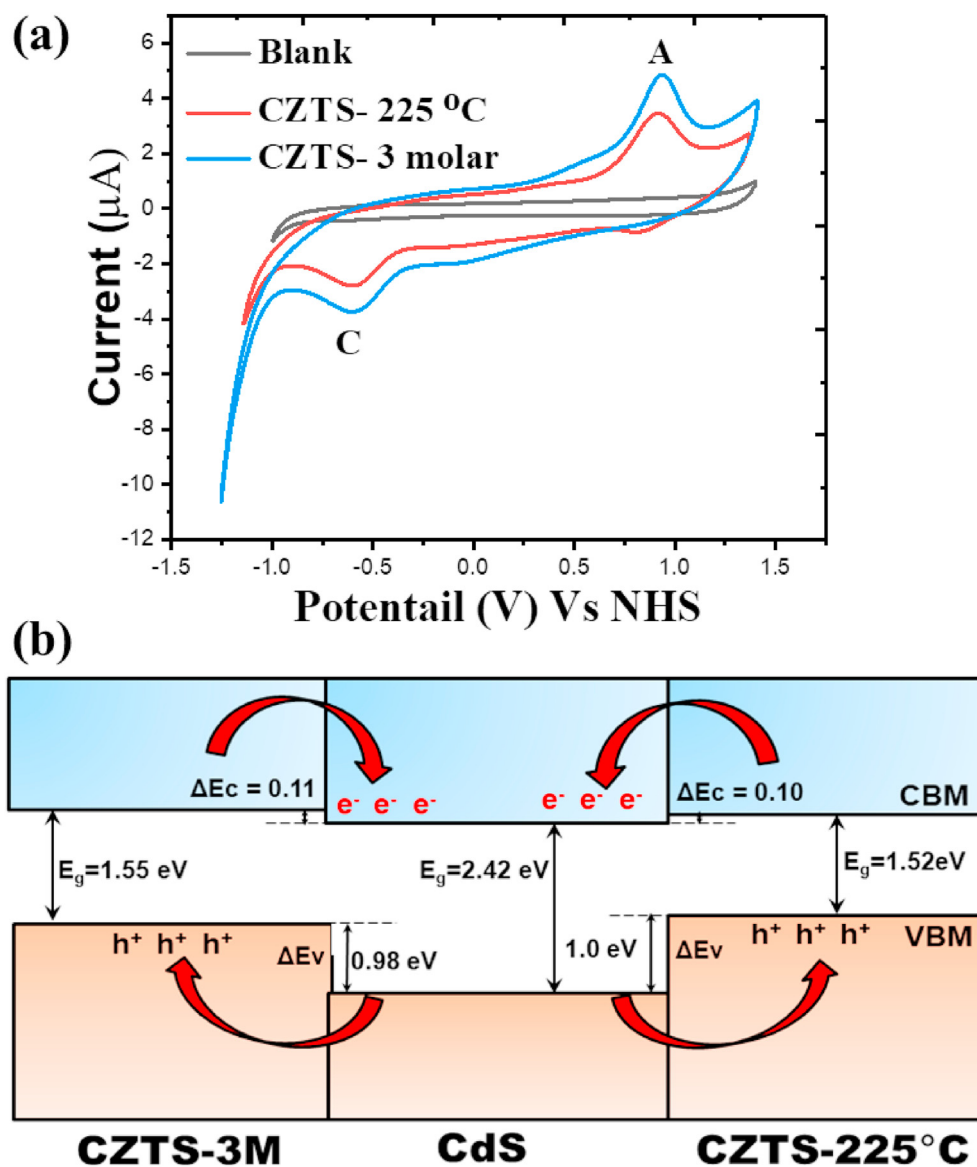 (a)
Blank
CZTS- 225 ⁰C
CZTS- 3 molar
A
C
6
4
2
0
-2
-4
-6
-8
-10
-12
Current (µA)
-1.5 -1.0 -0.5 0.0 0.5 1.0 1.5
Potentail (V) Vs NHS
(b)
ΔEc = 0.11
e⁻ e⁻ e⁻
e⁻ e⁻ e⁻
ΔEc = 0.10
CBM
Eg=1.55 eV
Eg=2.42 eV
Eg=1.52eV
h⁺ h⁺ h⁺
ΔEv
0.98 eV
1.0 eV
ΔEv
h⁺ h⁺ h⁺
VBM
CZTS-3M CdS CZTS-225°C